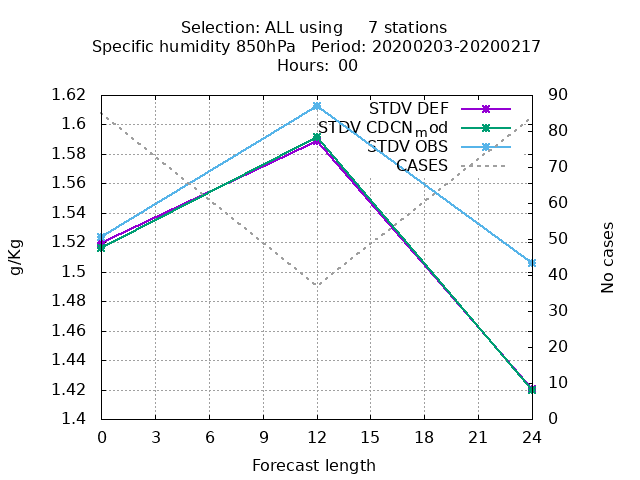 Selection: ALL using     7 stations
Specific humidity 850hPa   Period: 20200203-20200217
Hours:  00
STDV DEF
STDV CDCN_mod
STDV OBS
CASES
1.62
1.6
1.58
1.56
1.54
1.52
1.5
1.48
1.46
1.44
1.42
1.4
g/Kg
90
80
70
60
50
40
30
20
10
0
No cases
0 3 6 9 12 15 18 21 24
Forecast length